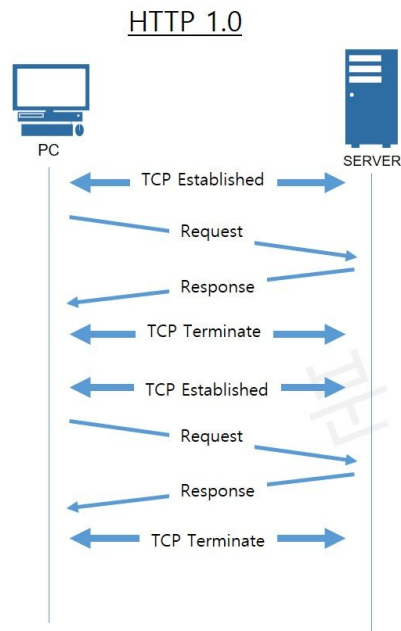 HTTP 1.0
PC
SERVER
TCP Established
Request
Response
TCP Terminate
TCP Established
Request
Response
TCP Terminate